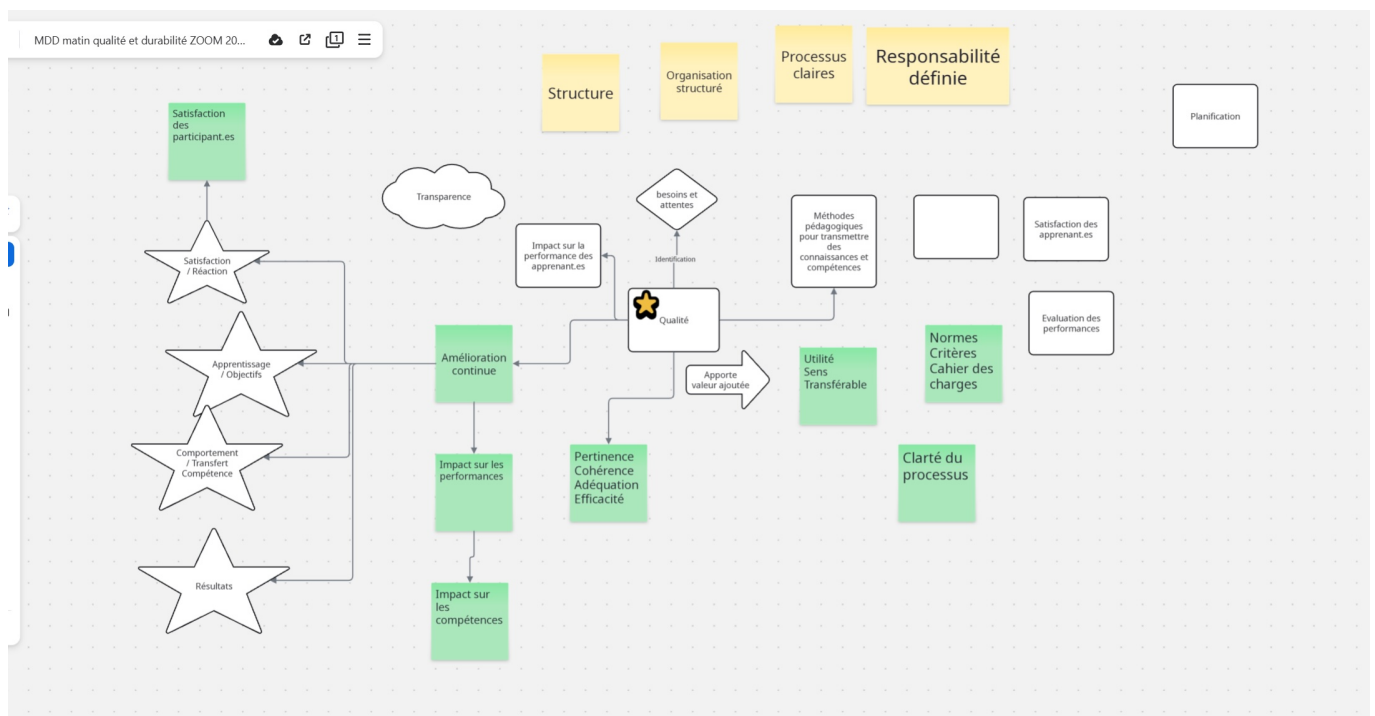 MDD matin qualité et durabilité ZOOM 20...
1
Structure
Organisation
structuré
Processus
claires
Responsabilité
définie
Planification
Satisfaction
des
participant.es
Transparence
besoins et
attentes
Identification
Impact sur la
performance des
apprenant.es
Méthodes
pédagogiques
pour transmettre
des
connaissances et
compétences
Satisfaction des
apprenant.es
Satisfaction
/ Réaction
Qualité
Evaluation des
performances
Apprentissage
/ Objectifs
Amélioration
continue
Apporte
valeur ajoutée
Utilité
Sens
Transférable
Normes
Critères
Cahier des
charges
Comportement
/ Transfert
Compétence
Impact sur les
performances
Pertinence
Cohérence
Adéquation
Efficacité
Clarté du
processus
Résultats
Impact sur
les
compétences